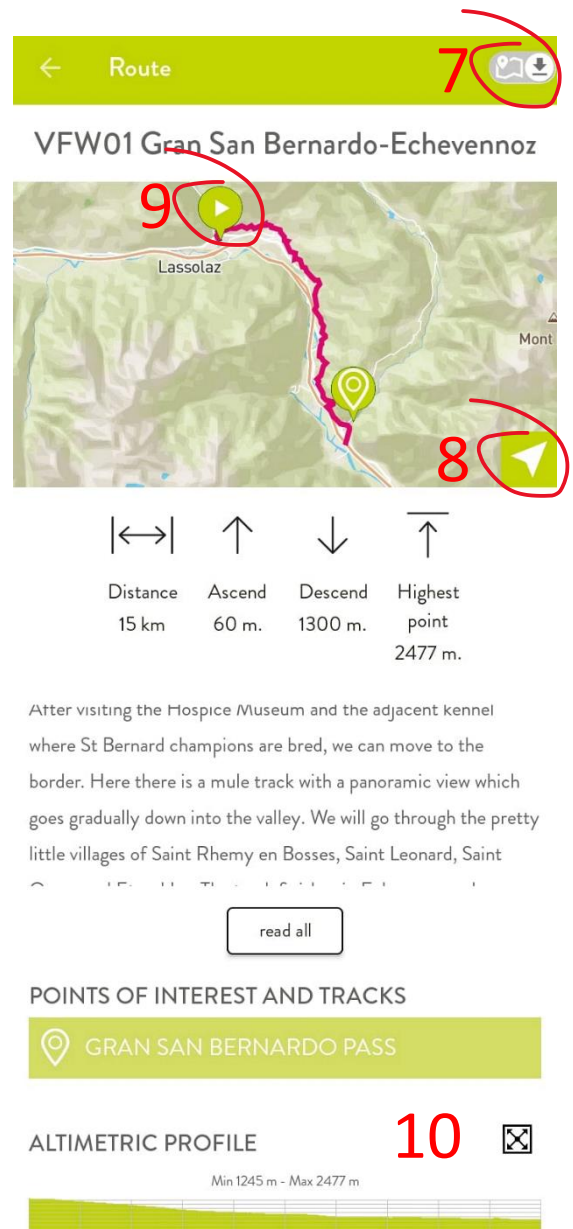 Route
7
VFW01 Gran San Bernardo-Echevennoz
9
Lassolaz
Mont
8
Distance
15 km
Ascend
60 m.
Descend
1300 m.
Highest
point
2477 m.
After visiting the Hospice Museum and the adjacent kennel
where St Bernard champions are bred, we can move to the
border. Here there is a mule track with a panoramic view which
goes gradually down into the valley. We will go through the pretty
little villages of Saint Rhemy en Bosses, Saint Leonard, Saint
read all
POINTS OF INTEREST AND TRACKS
GRAN SAN BERNARDO PASS
ALTIMETRIC PROFILE
10
Min 1245 m - Max 2477 m